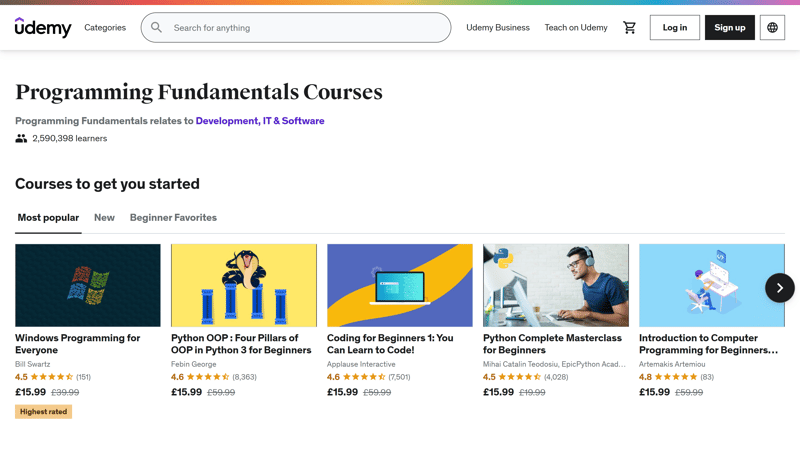 udemy
Categories
Search for anything
Udemy Business
Teach on Udemy
Log in
Sign up
Programming Fundamentals Courses
Programming Fundamentals relates to Development, IT & Software
2,590,398 learners
Courses to get you started
Most popular
New
Beginner Favorites
Windows Programming for
Everyone
Bill Swartz
4.5 (151)
£15.99 £39.99
Highest rated
Python OOP : Four Pillars of
OOP in Python 3 for Beginners
Febin George
4.6 (8,363)
£15.99 £59.99
Coding for Beginners 1: You
Can Learn to Code!
Applause Interactive
4.6 (7,501)
£15.99 £59.99
Python Complete Masterclass
for Beginners
Mihai Catalin Teodosiu, EpicPython Acad...
4.5 (4,028)
£15.99 £19.99
Introduction to Computer
Programming for Beginners...
Artemakis Artemiou
4.8 (83)
£15.99 £59.99